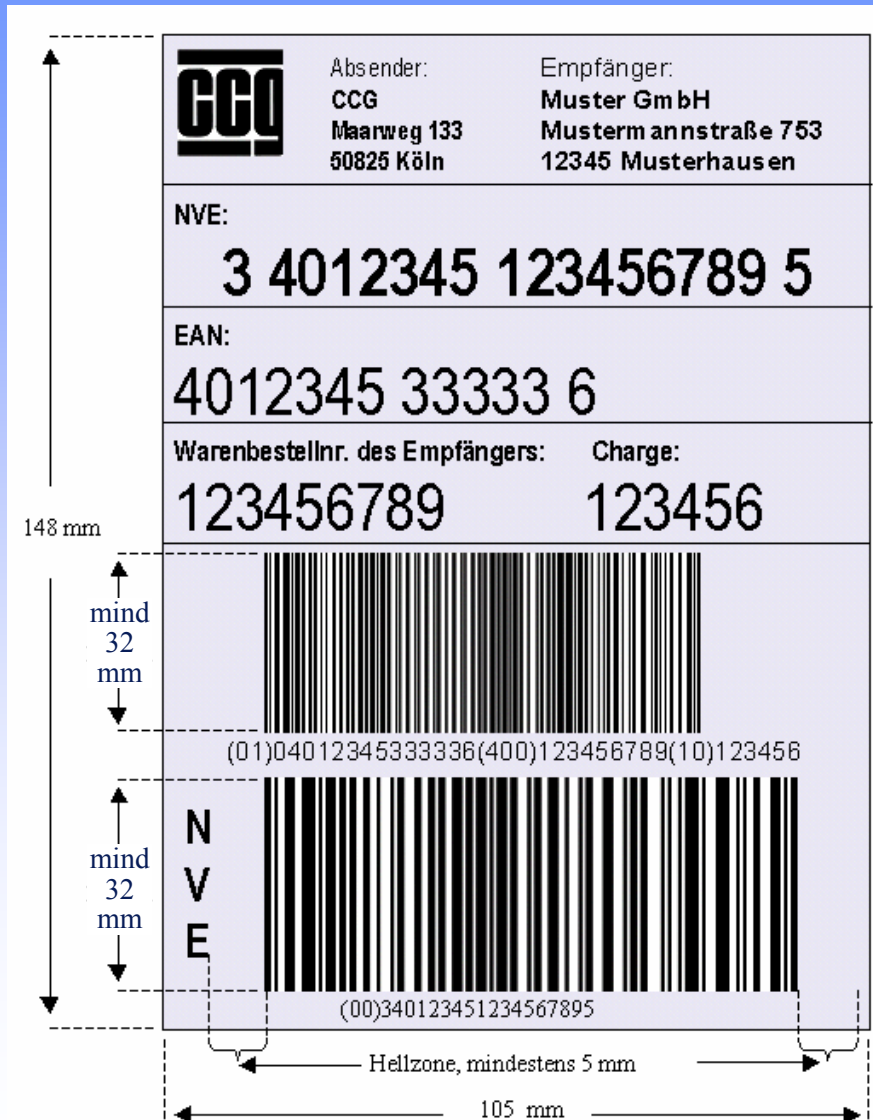 CCG
Absender:
CCG
Maarweg 133
50825 Köln
Empfänger:
Muster GmbH
Mustermannstraße 753
12345 Musterhausen
NVE:
3 4012345 123456789 5
EAN:
4012345 33333 6
Warenbestellnr. des Empfängers:
123456789
Charge:
123456
148 mm
mind
32
mm
(01)04012345333336(400)123456789(10)123456
mind
32
mm
N
V
E
(00)340123451234567895
Hellzone, mindestens 5 mm
105 mm